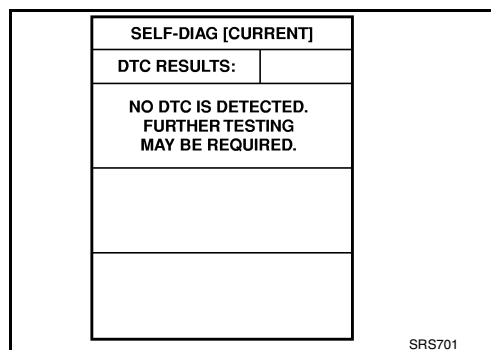 SELF-DIAG [CURRENT]
DTC RESULTS:
NO DTC IS DETECTED.
FURTHER TESTING
MAY BE REQUIRED.
SRS701